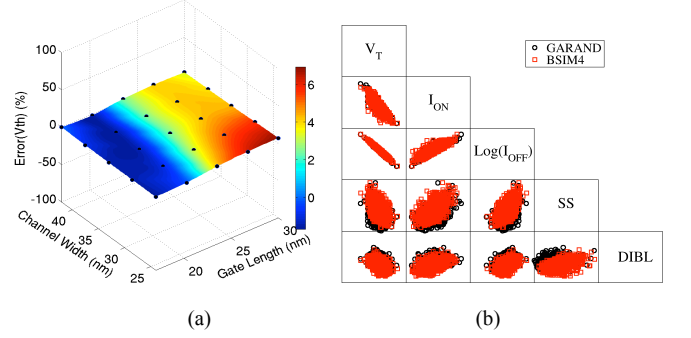 (a)
100
50
0
-50
-100
Error(Vth) (%)
40
35
30
25
Channel Width (nm)
20
25
30
Gate Length (nm)
6
4
2
0
(b)
V_T
GARAND
BSIM4
I_ON
Log(I_OFF)
SS
DIBL
(a)
(b)